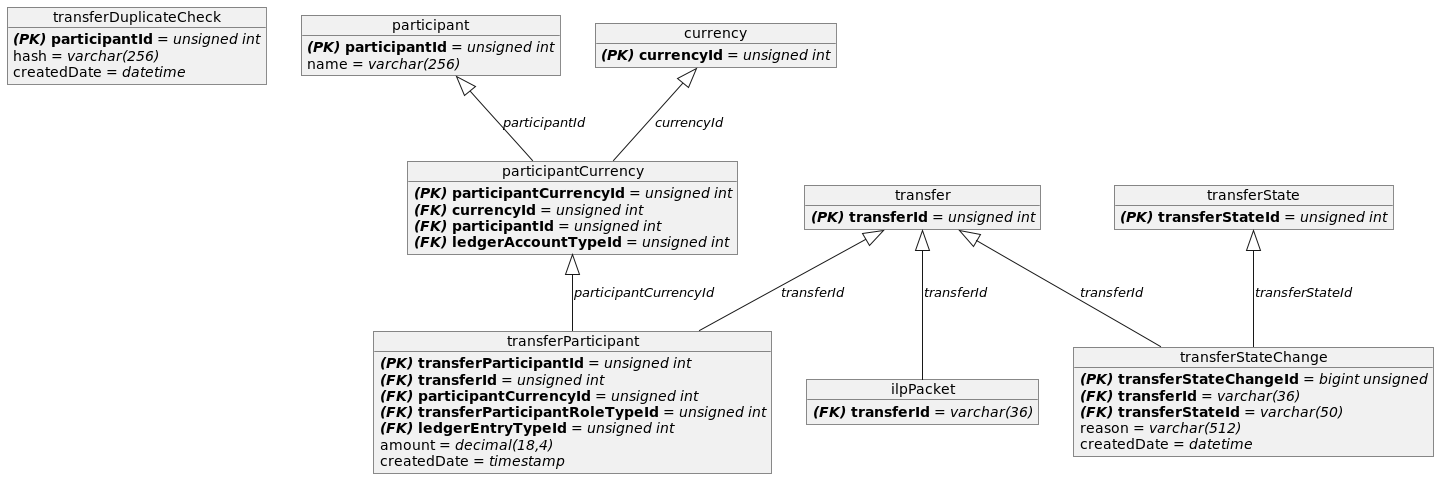 transferDuplicateCheck
(PK) participantId = unsigned int
hash = varchar(256)
createdDate = datetime
participant
(PK) participantId = unsigned int
name = varchar(256)
currency
(PK) currencyId = unsigned int
participantId
currencyId
participantCurrency
(PK) participantCurrencyId = unsigned int
(FK) currencyId = unsigned int
(FK) participantId = unsigned int
(FK) ledgerAccountTypeId = unsigned int
transfer
(PK) transferId = unsigned int
transferState
(PK) transferStateId = unsigned int
participantCurrencyId
transferId
transferId
transferId
transferStateId
transferParticipant
(PK) transferParticipantId = unsigned int
(FK) transferId = unsigned int
(FK) participantCurrencyId = unsigned int
(FK) transferParticipantRoleTypeId = unsigned int
(FK) ledgerEntryTypeId = unsigned int
amount = decimal(18,4)
createdDate = timestamp
ilpPacket
(FK) transferId = varchar(36)
transferStateChange
(PK) transferStateChangeId = bigint unsigned
(FK) transferId = varchar(36)
(FK) transferStateId = varchar(50)
reason = varchar(512)
createdDate = datetime